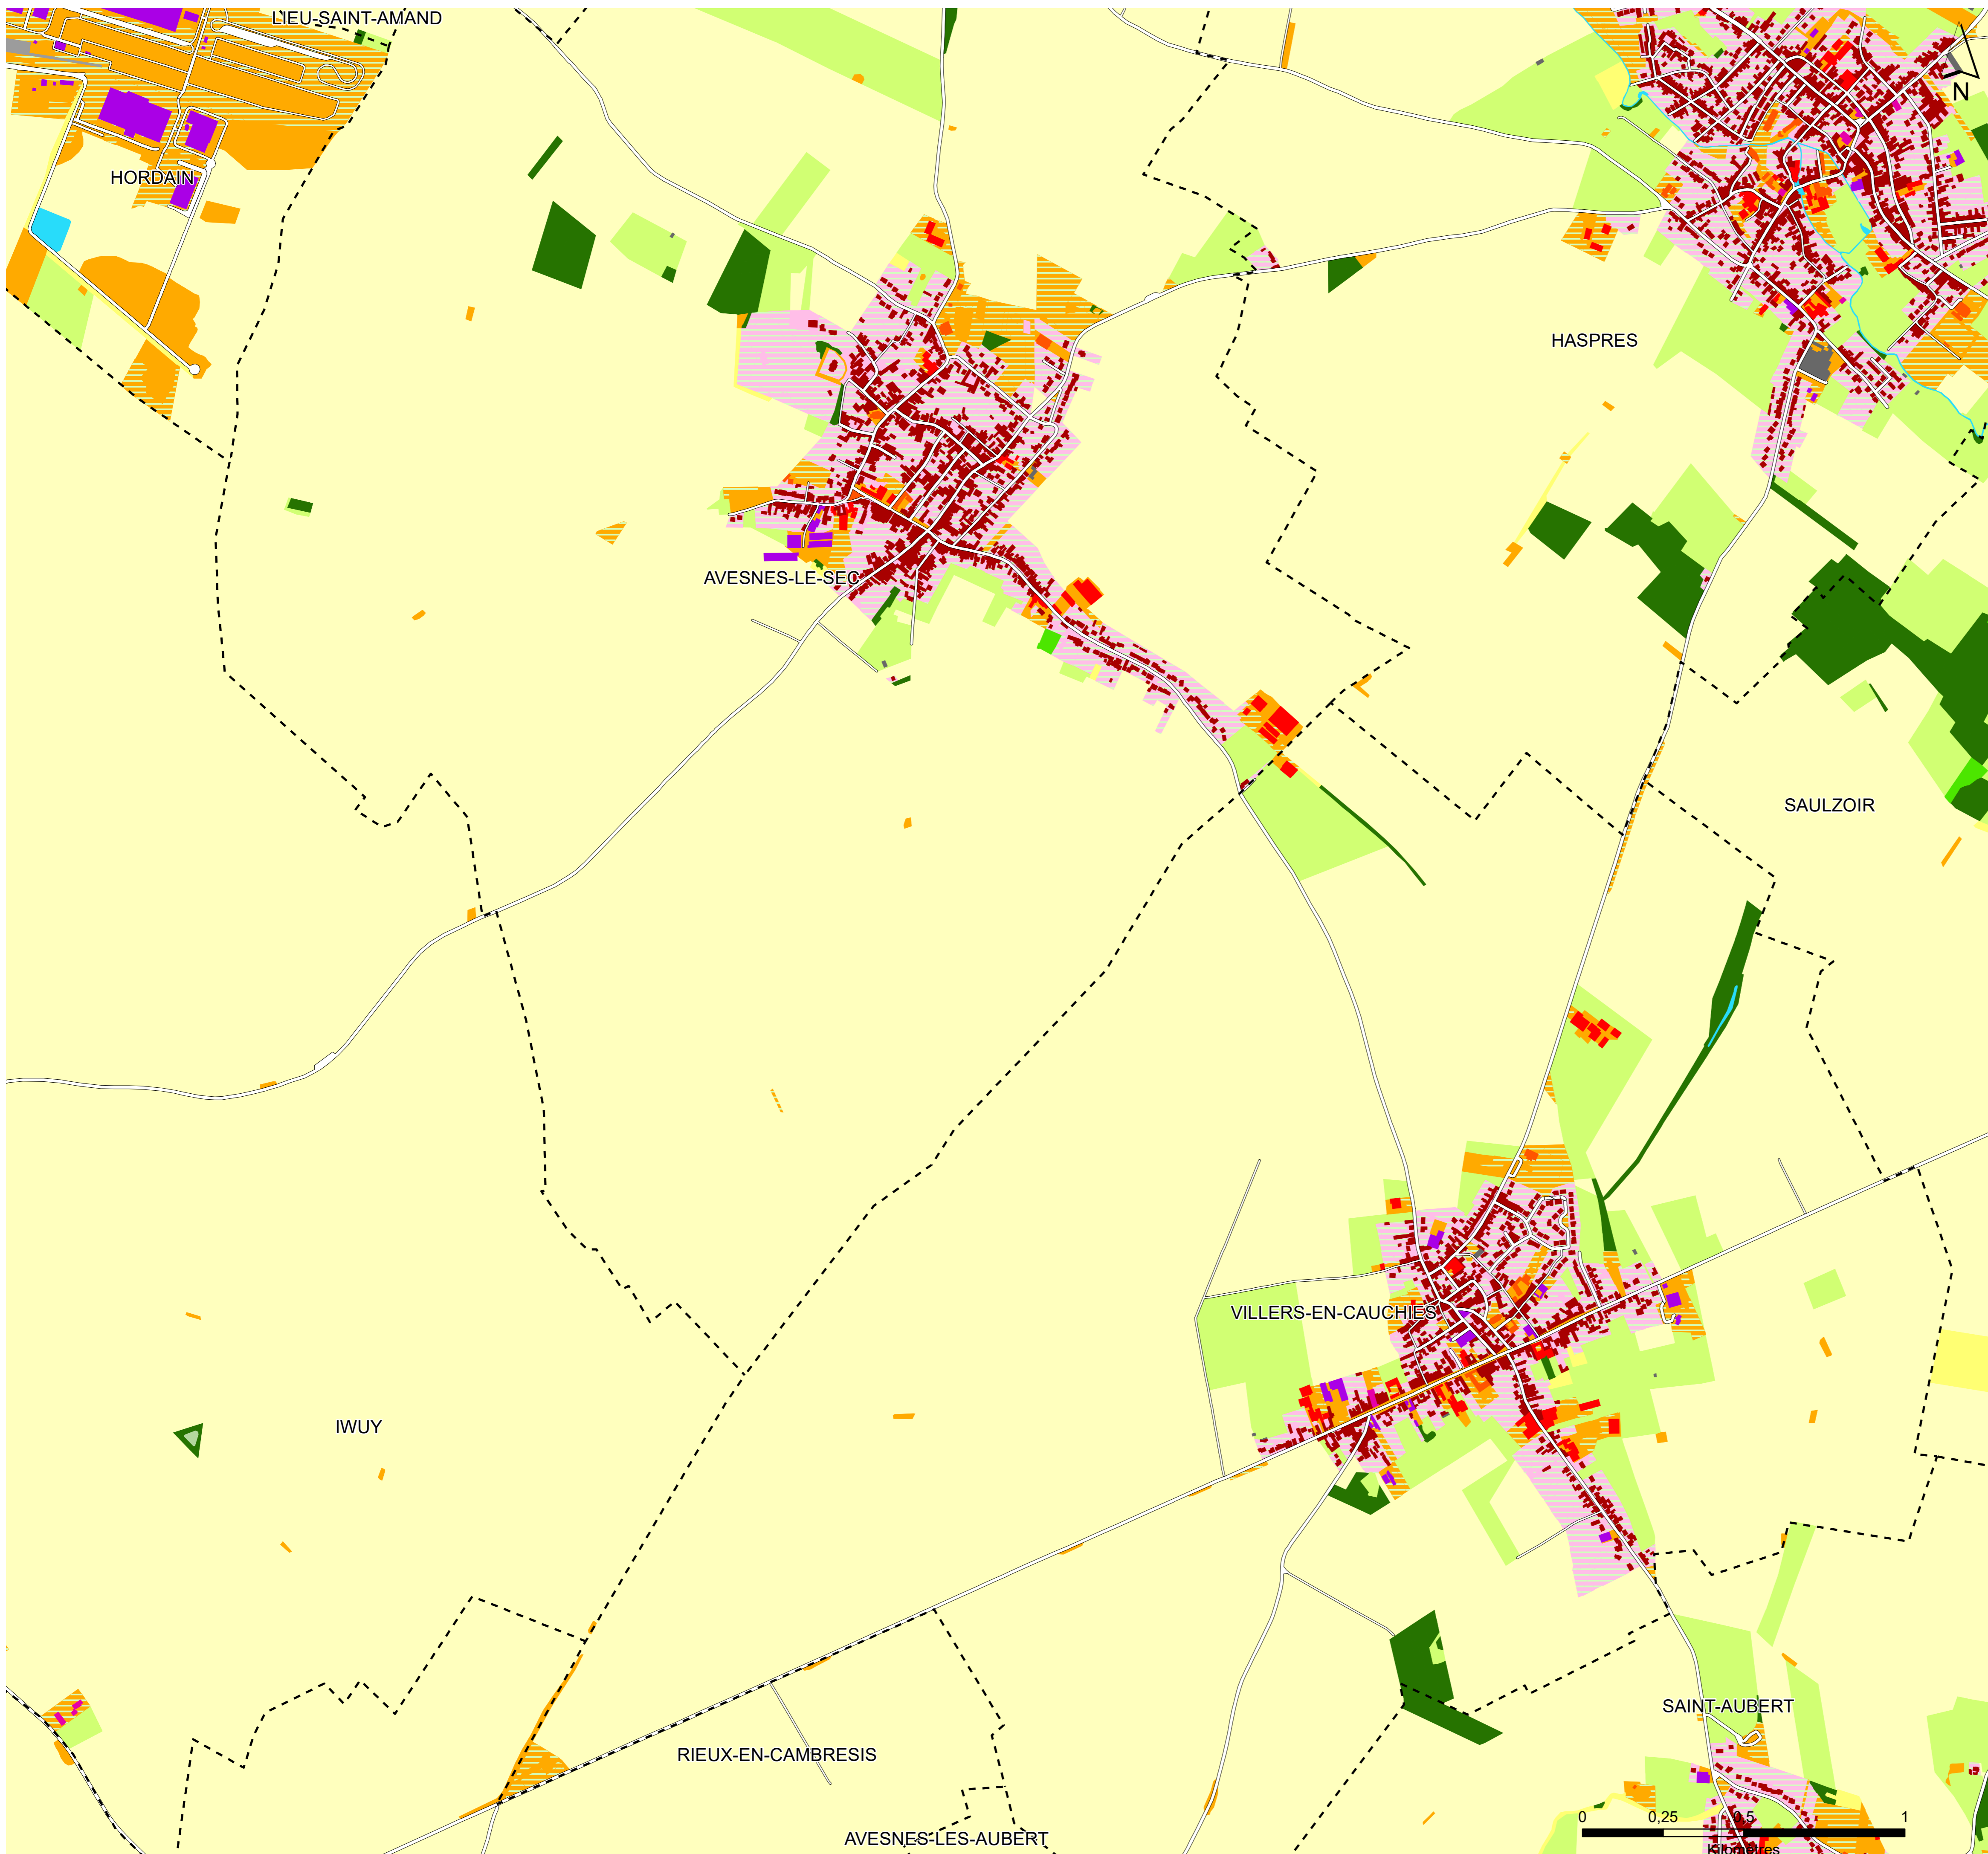 LIEU-SAINT-AMAND
N
HORDAIN
HASPRES
AVESNES-LE-SEC
SAULZOIR
VILLERS-EN-CAUCHIES
IWUY
SAINT-AUBERT
RIEUX-EN-CAMBRESIS
0 0,25 0,5 1
AVESNES-LES-AUBERT
Kilomètres